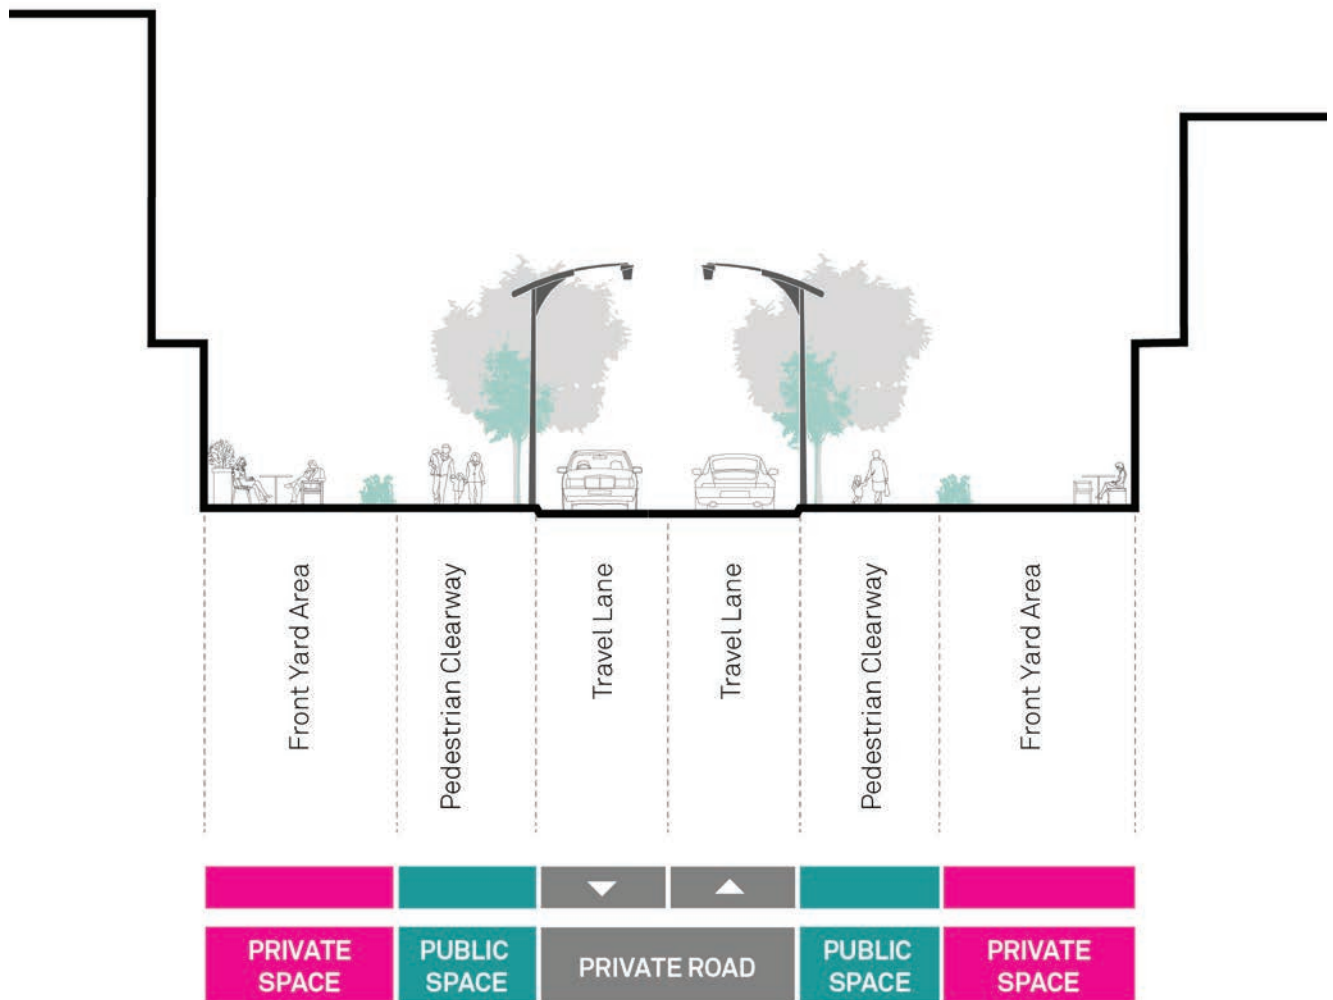 Front Yard Area
Pedestrian Clearway
Travel Lane
Travel Lane
Pedestrian Clearway
Front Yard Area
PRIVATE
SPACE
PUBLIC
SPACE
PRIVATE ROAD
PUBLIC
SPACE
PRIVATE
SPACE